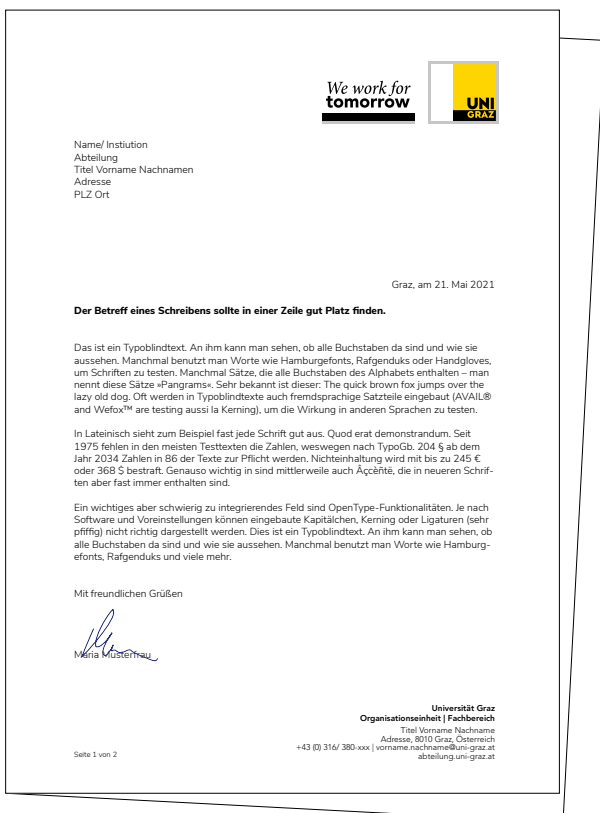 We work for
tomorrow
UNI
GRAZ
Name/ Instiution
Abteilung
Titel Vorname Nachnamen
Adresse
PLZ Ort
Graz, am 21. Mai 2021
Der Betreff eines Schreibens sollte in einer Zeile gut Platz finden.
Das ist ein Typoblindtext. An ihm kann man sehen, ob alle Buchstaben da sind und wie sie
aussehen. Manchmal benutzt man Worte wie Hamburgefonts, Rafgenduks oder Handgloves,
um Schriften zu testen. Manchmal Sätze, die alle Buchstaben des Alphabets enthalten – man
nennt diese Sätze »Pangrams«. Sehr bekannt ist dieser: The quick brown fox jumps over the
lazy old dog. Oft werden in Typoblindtexte auch fremdsprachige Satzteile eingebaut (AVAIL®
and Wefox™ are testing aussi la Kerning), um die Wirkung in anderen Sprachen zu testen.
In Lateinisch sieht zum Beispiel fast jede Schrift gut aus. Quod erat demonstrandum. Seit
1975 fehlen in den meisten Testtexten die Zahlen, weswegen nach TypoGb. 204 § ab dem
Jahr 2034 Zahlen in 86 der Texte zur Pflicht werden. Nichteinhaltung wird mit bis zu 245 €
oder 368 $ bestraft. Genauso wichtig in sind mittlerweile auch Âçcèñtë, die in neueren Schrif-
ten aber fast immer enthalten sind.
Ein wichtiges aber schwierig zu integrierendes Feld sind OpenType-Funktionalitäten. Je nach
Software und Voreinstellungen können eingebaute Kapitälchen, Kerning oder Ligaturen (sehr
pfiffig) nicht richtig dargestellt werden. Dies ist ein Typoblindtext. An ihm kann man sehen, ob
alle Buchstaben da sind und wie sie aussehen. Manchmal benutzt man Worte wie Hamburg-
efonts, Rafgenduks und viele mehr.
Mit freundlichen Grüßen
Maria Musterfrau
Universität Graz
Organisationseinheit | Fachbereich
Titel Vorname Nachname
Adresse, 8010 Graz, Österreich
+43 (0) 316/ 380-xxx | vorname.nachname@uni-graz.at
abteilung.uni-graz.at
Seite 1 von 2